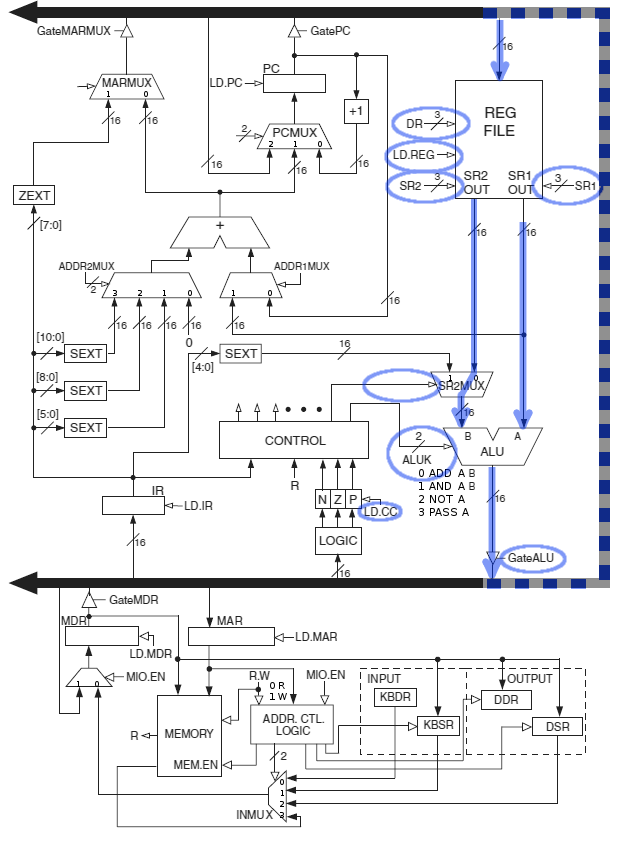 GateMARMUX
GatePC
16
MARMUX
1 0
16
16
LD.PC
PC
+1
2
PCMUX
2 1 0
16
16
16
REG
FILE
DR
3
LD.REG
SR2
3
SR2
OUT
SR1
OUT
3
SR1
ZEXT
[7:0]
+
16
16
ADDR2MUX
2
3 2 1 0
ADDR1MUX
1 0
16
16
16
16
16
0
[10:0]
SEXT
[8:0]
SEXT
[5:0]
SEXT
[4:0]
SEXT
16
1 0
SR2MUX
16
CONTROL
2
ALUK
B A
ALU
0 ADD A B
1 AND A B
2 NOT A
3 PASS A
16
IR
LD.IR
R
N Z P
LD.CC
LOGIC
16
16
GateALU
GateMDR
MDR
LD.MDR
MAR
LD.MAR
MIO.EN
1 0
R.W
0 R
1 W
MIO.EN
INPUT
KBDR
KBSR
OUTPUT
DDR
DSR
MEMORY
R
MEM.EN
ADDR. CTL.
LOGIC
2
0
1
2
3
INMUX